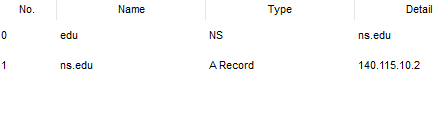 No. Name Type Detail
0 edu NS ns.edu
1 ns.edu A Record 140.115.10.2